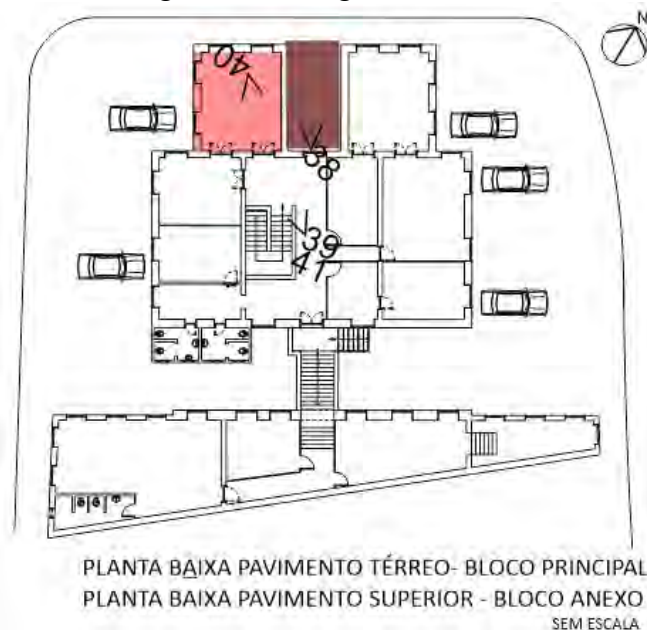 N
40
38
39
41
PLANTA BAIXA PAVIMENTO TÉRREO- BLOCO PRINCIPAL
PLANTA BAIXA PAVIMENTO SUPERIOR - BLOCO ANEXO
SEM ESCALA